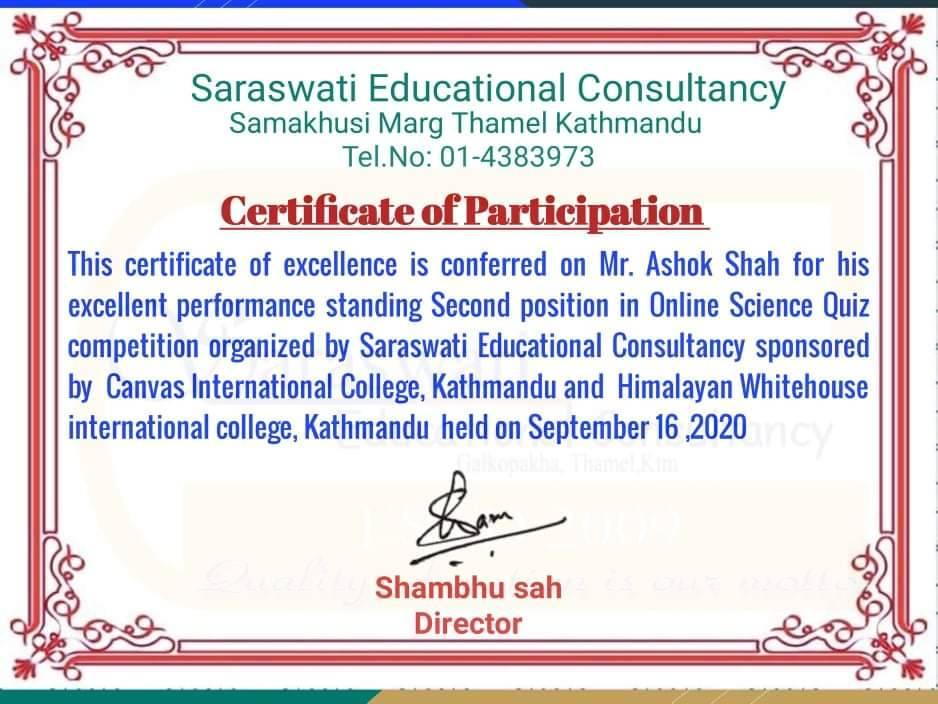 Saraswati Educational Consultancy
Samakhusi Marg Thamel Kathmandu
Tel.No: 01-4383973
Certificate of Participation
This certificate of excellence is conferred on Mr. Ashok Shah for his
excellent performance standing Second position in Online Science Quiz
competition organized by Saraswati Educational Consultancy sponsored
by Canvas International College, Kathmandu and Himalayan Whitehouse
international college, Kathmandu held on September 16 ,2020
Saraswati
Educational Consultancy
Galkopakha, Thamel,Ktm
2009
Quality is our motto
Shambhu sah
Director